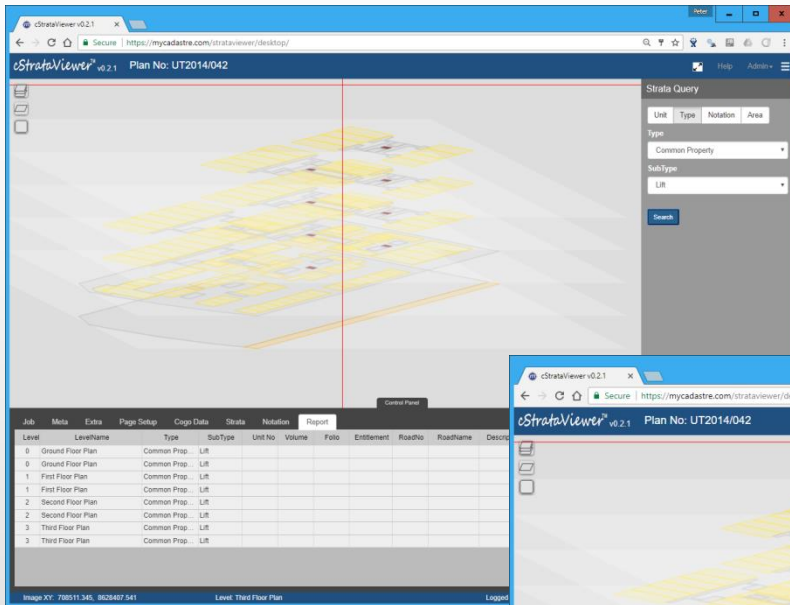 Peter
cStrataViewer v0.2.1
Secure | https://mycadastre.com/strataviewer/desktop/
cStrataViewer™ v0.2.1 Plan No: UT2014/042
Help Admin
Strata Query
Unit Type Notation Area
Type
Common Property
SubType
Lift
Search
Control Panel
Job Meta Extra Page Setup Cogo Data Strata Notation Report
Level LevelName Type SubType Unit No Volume Folio Entitlement RoadNo RoadName Descrip
0 Ground Floor Plan Common Prop... Lift
0 Ground Floor Plan Common Prop... Lift
1 First Floor Plan Common Prop... Lift
1 First Floor Plan Common Prop... Lift
2 Second Floor Plan Common Prop... Lift
2 Second Floor Plan Common Prop... Lift
3 Third Floor Plan Common Prop... Lift
3 Third Floor Plan Common Prop... Lift
Image XY: 708511.345, 8628407.541 Level: Third Floor Plan Logged
cStrataViewer v0.2.1
Secure | https://mycadastre.com/strataviewer/de
cStrataViewer™ v0.2.1 Plan No: UT2014/042